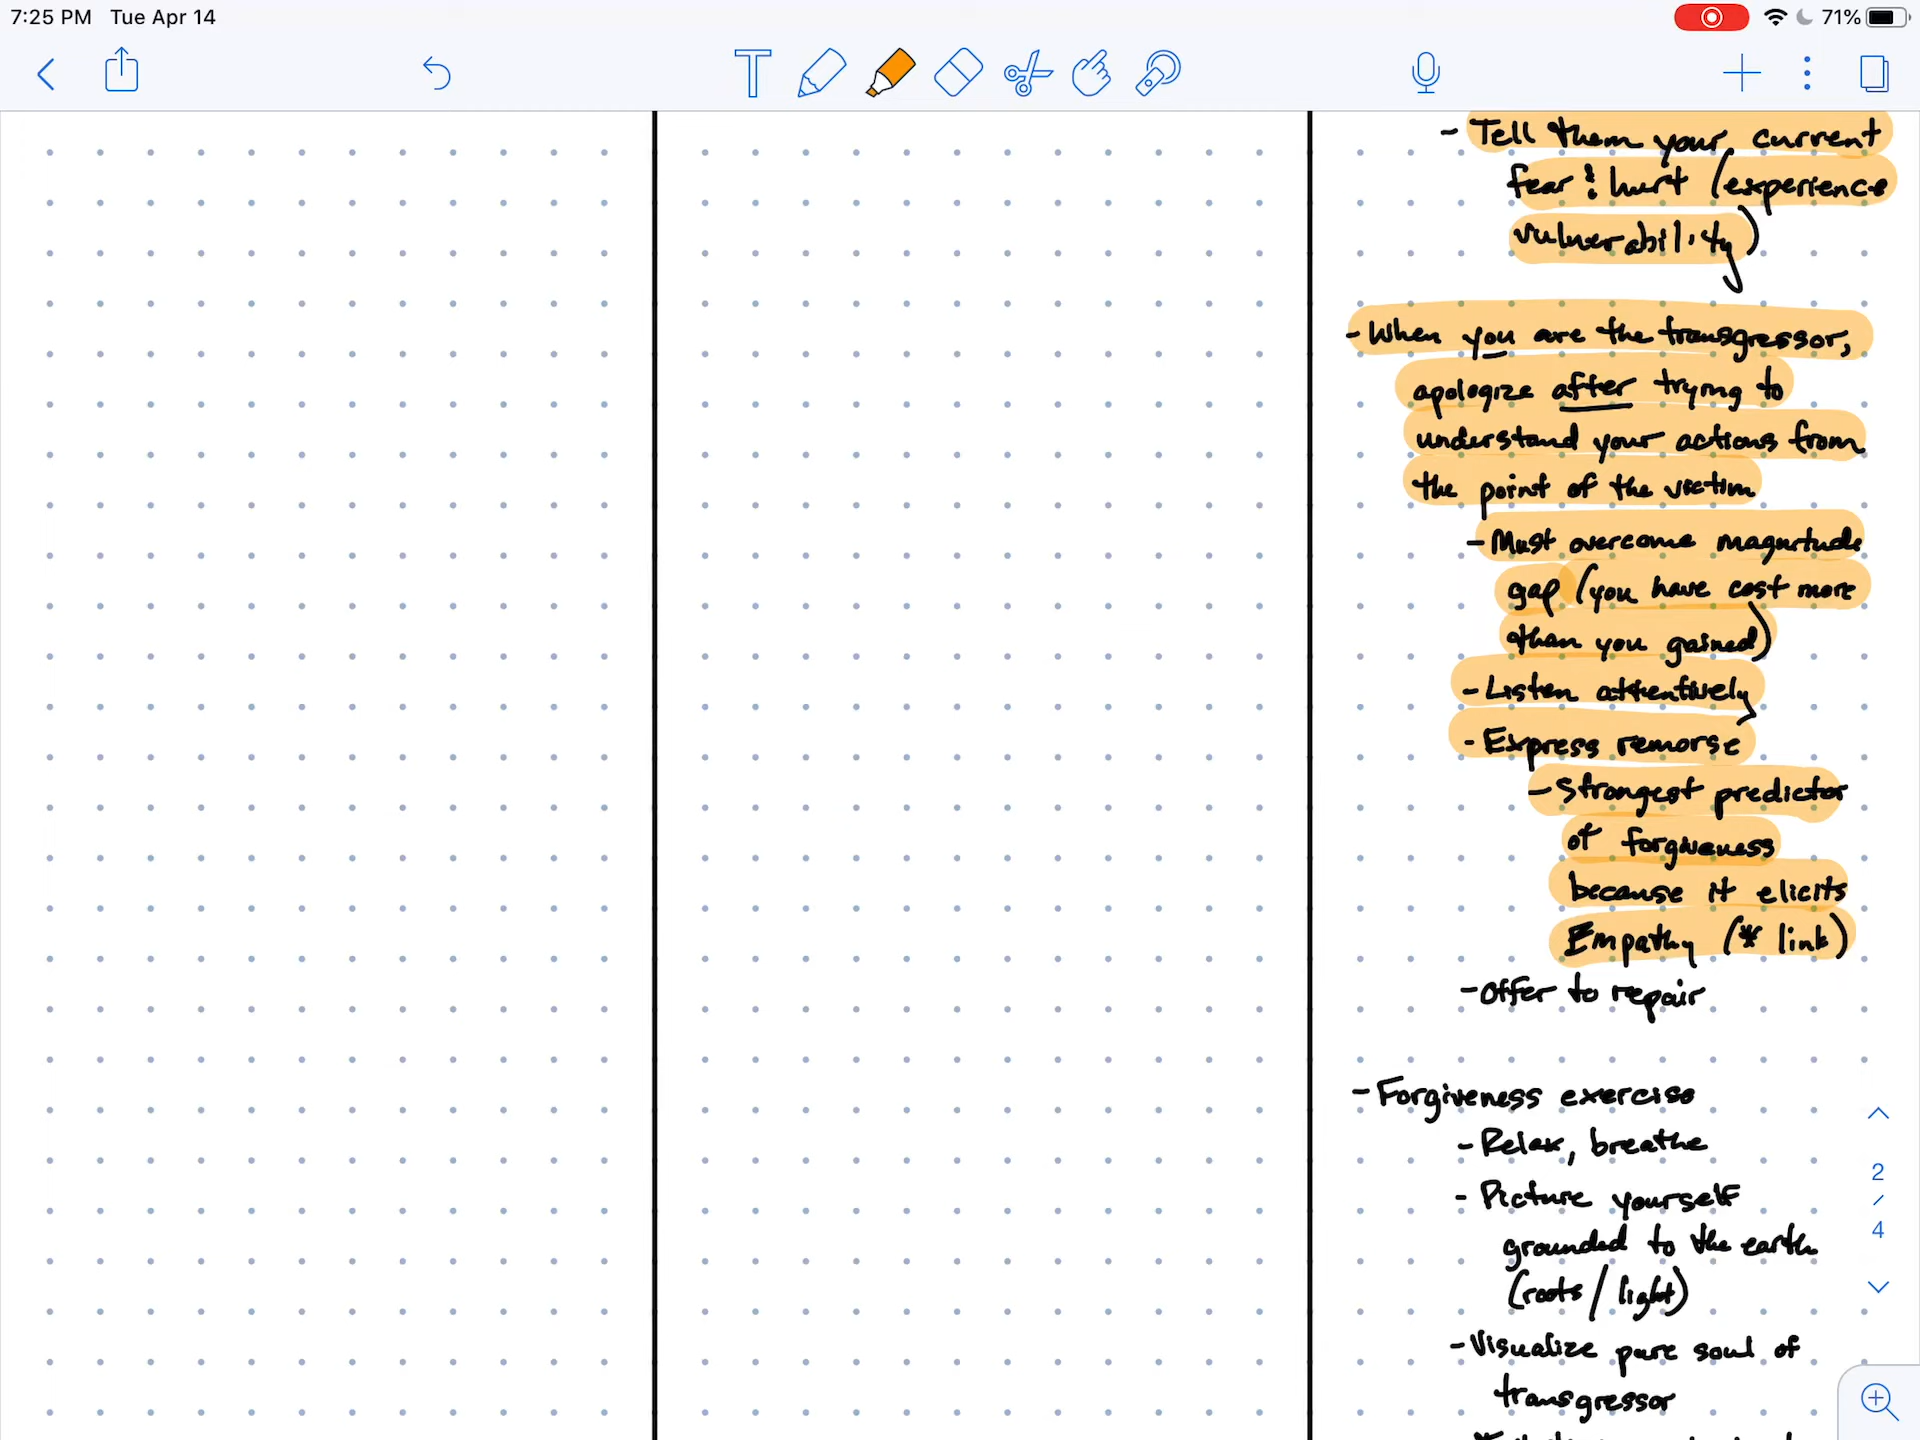 7:25 PM Tue Apr 14
71%
- Tell them your current
fear & hurt (experience
vulnerability)
- When you are the transgressor,
apologize after trying to
understand your actions from
the point of the victim
- Must overcome magnitude
gap (you have cost more
than you gained)
- Listen attentively
- Express remorse
- Strongest predictor
of forgiveness
because it elicits
Empathy (* link)
- Offer to repair
- Forgiveness exercise
- Relax, breathe
- Picture yourself
grounded to the earth
(roots / light)
- Visualize pure soul of
transgressor
2
/
4